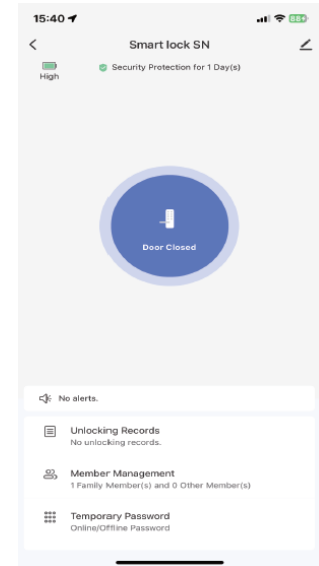 15:40
88
Smart lock SN
High
Security Protection for 1 Day(s)
Door Closed
No alerts.
Unlocking Records
No unlocking records.
Member Management
1 Family Member(s) and 0 Other Member(s)
Temporary Password
Online/Offline Password